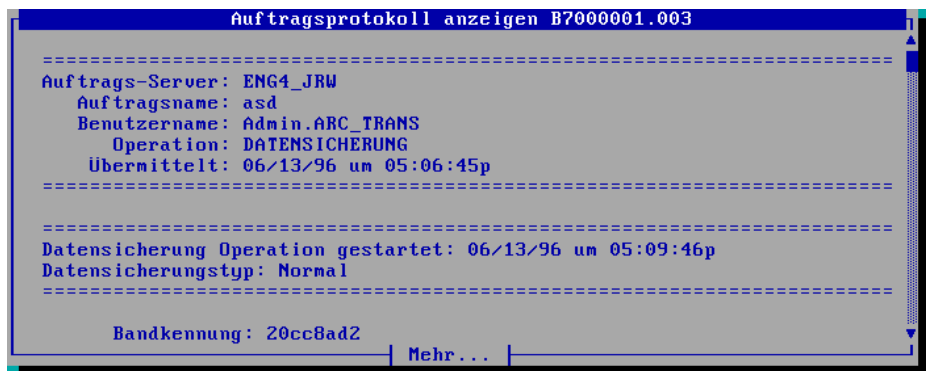 Auftragsprotokoll anzeigen B7000001.003
=======================================================================
Auftrags-Server: ENG4_JRW
Auftragsname: asd
Benutzername: Admin.ARC_TRANS
Operation: DATENSICHERUNG
Übermittelt: 06/13/96 um 05:06:45p
=======================================================================
=======================================================================
Datensicherung Operation gestartet: 06/13/96 um 05:09:46p
Datensicherungstyp: Normal
=======================================================================
Bandkennung: 20cc8ad2
Mehr...